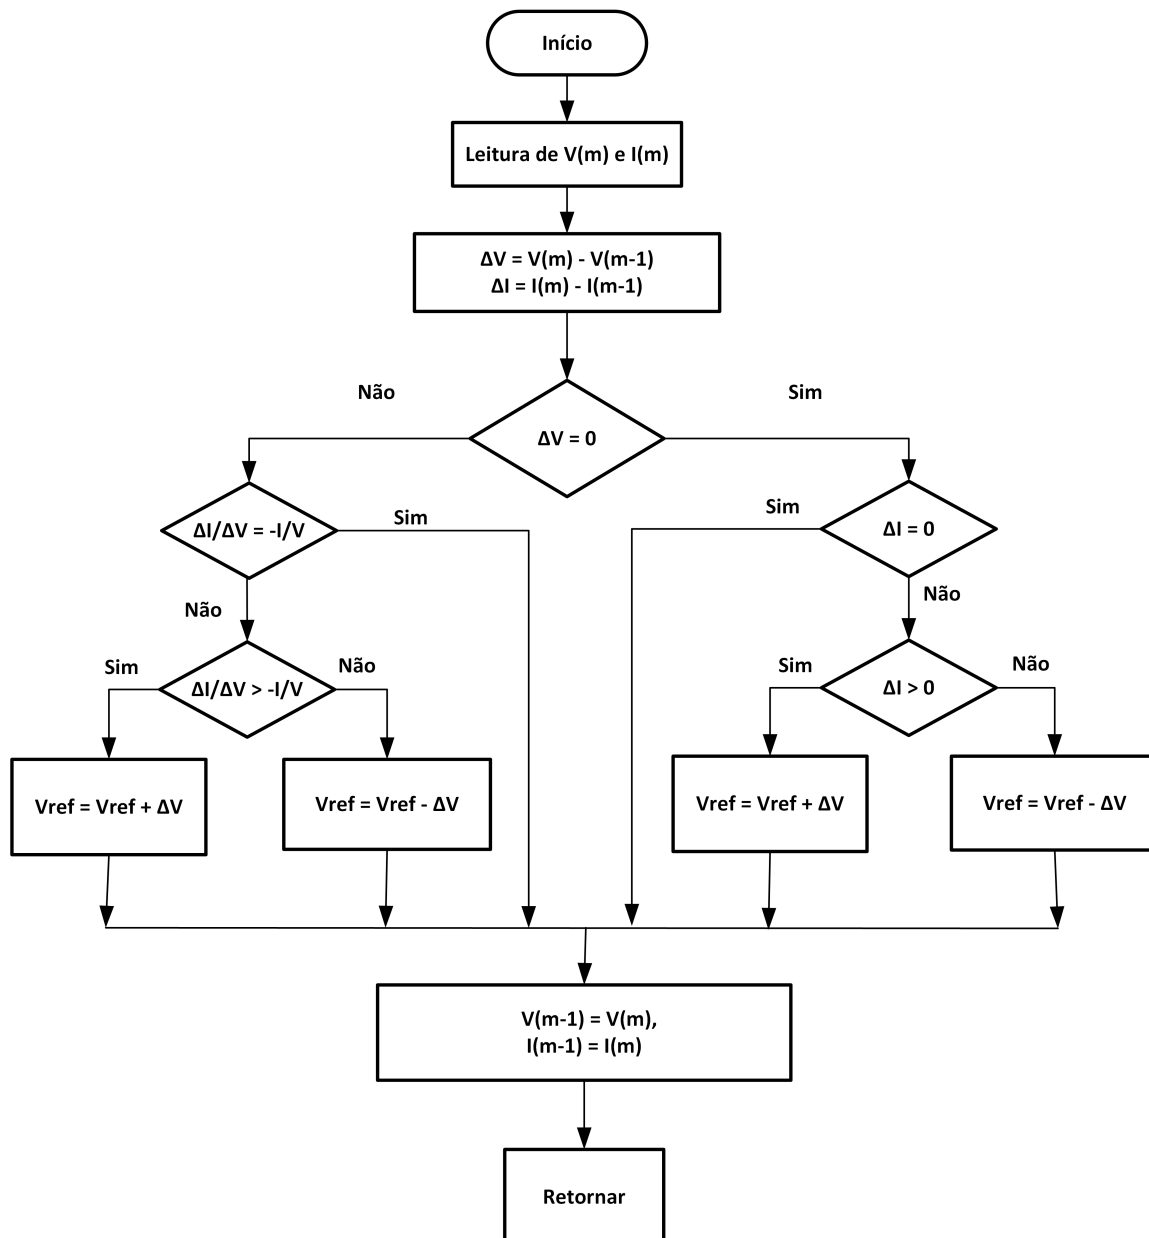 Início
Leitura de V(m) e I(m)
ΔV = V(m) - V(m-1)
ΔI = I(m) - I(m-1)
Não
Sim
ΔV = 0
ΔI/ΔV = -I/V
Sim
Sim
ΔI = 0
Não
Não
Sim
ΔI/ΔV > -I/V
Não
Sim
ΔI > 0
Não
Vref = Vref + ΔV
Vref = Vref - ΔV
Vref = Vref + ΔV
Vref = Vref - ΔV
V(m-1) = V(m),
I(m-1) = I(m)
Retornar